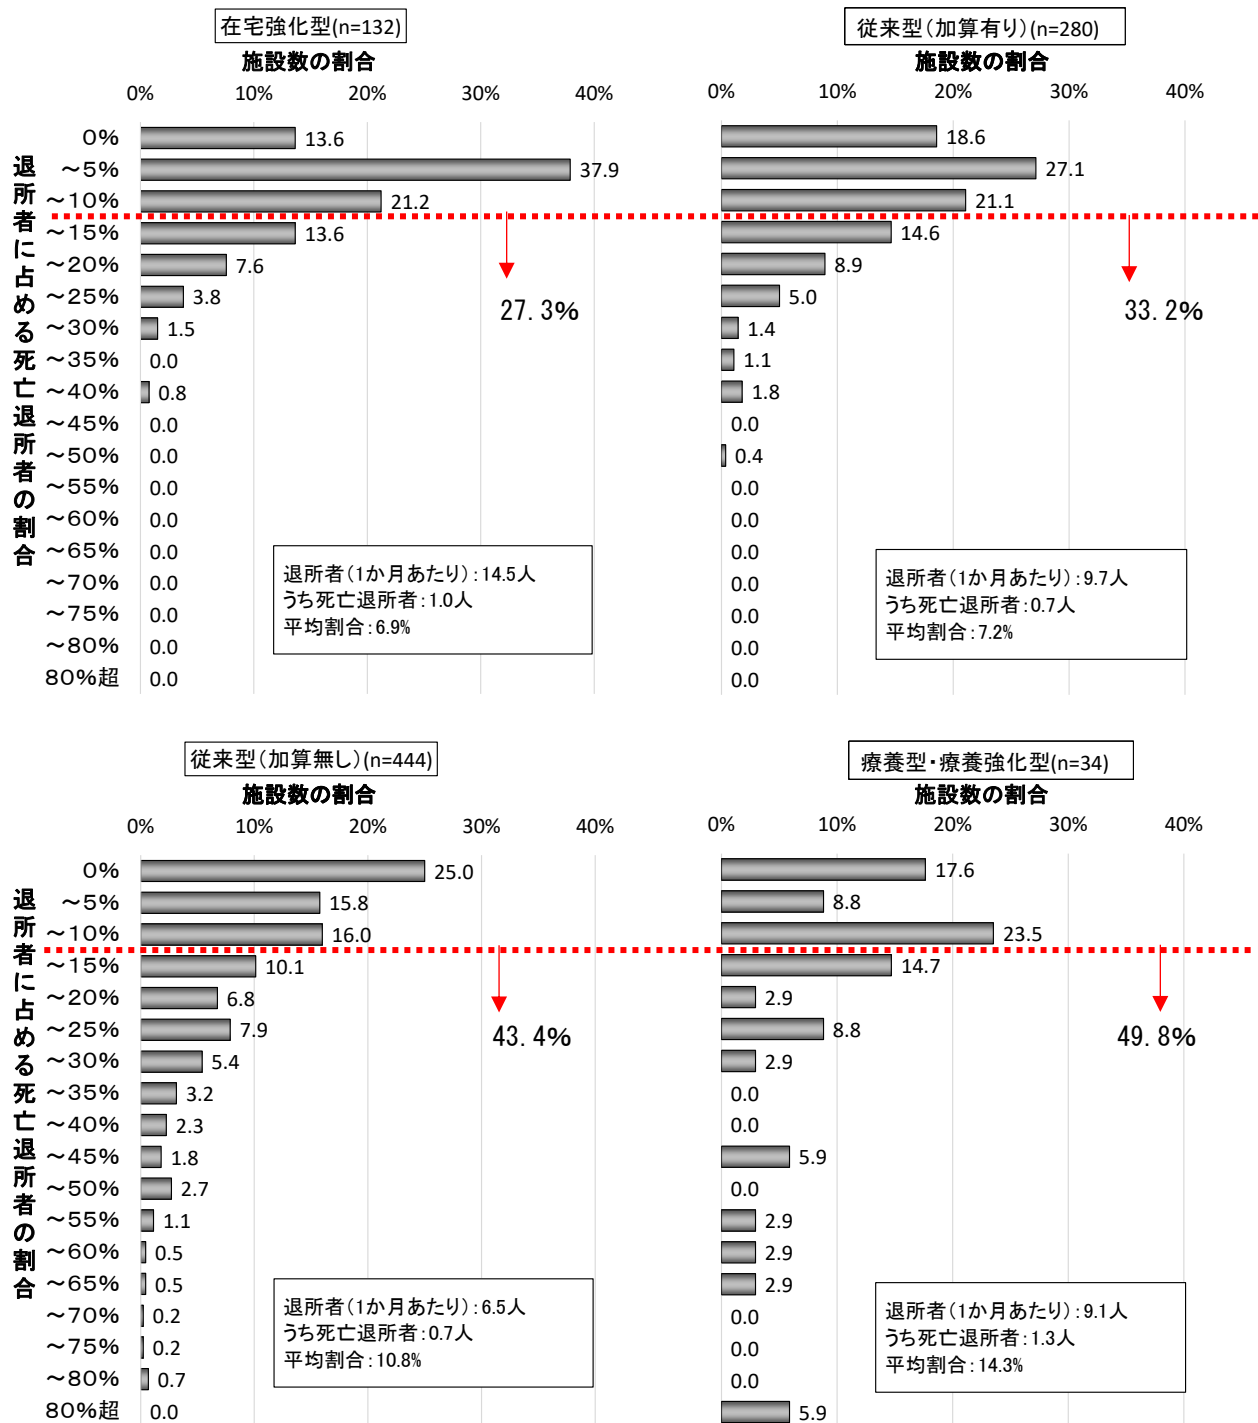 在宅強化型(n=132)
施設数の割合
0% 10% 20% 30% 40%
退所者に占める死亡退所者の割合
0% 13.6
～5% 37.9
～10% 21.2
～15% 13.6
～20% 7.6
～25% 3.8
～30% 1.5
～35% 0.0
～40% 0.8
～45% 0.0
～50% 0.0
～55% 0.0
～60% 0.0
～65% 0.0
～70% 0.0
～75% 0.0
～80% 0.0
80%超 0.0
27.3%
退所者（1か月あたり）：14.5人
うち死亡退所者：1.0人
平均割合：6.9%
従来型（加算有り）(n=280)
施設数の割合
0% 10% 20% 30% 40%
18.6
27.1
21.1
14.6
8.9
5.0
1.4
1.1
1.8
0.0
0.4
0.0
0.0
0.0
0.0
0.0
0.0
0.0
33.2%
退所者（1か月あたり）：9.7人
うち死亡退所者：0.7人
平均割合：7.2%
従来型（加算無し）(n=444)
施設数の割合
0% 10% 20% 30% 40%
退所者に占める死亡退所者の割合
0% 25.0
～5% 15.8
～10% 16.0
～15% 10.1
～20% 6.8
～25% 7.9
～30% 5.4
～35% 3.2
～40% 2.3
～45% 1.8
～50% 2.7
～55% 1.1
～60% 0.5
～65% 0.5
～70% 0.2
～75% 0.2
～80% 0.7
80%超 0.0
43.4%
退所者（1か月あたり）：6.5人
うち死亡退所者：0.7人
平均割合：10.8%
療養型・療養強化型(n=34)
施設数の割合
0% 10% 20% 30% 40%
17.6
8.8
23.5
14.7
2.9
8.8
2.9
0.0
0.0
5.9
0.0
2.9
2.9
2.9
0.0
0.0
0.0
5.9
49.8%
退所者（1か月あたり）：9.1人
うち死亡退所者：1.3人
平均割合：14.3%